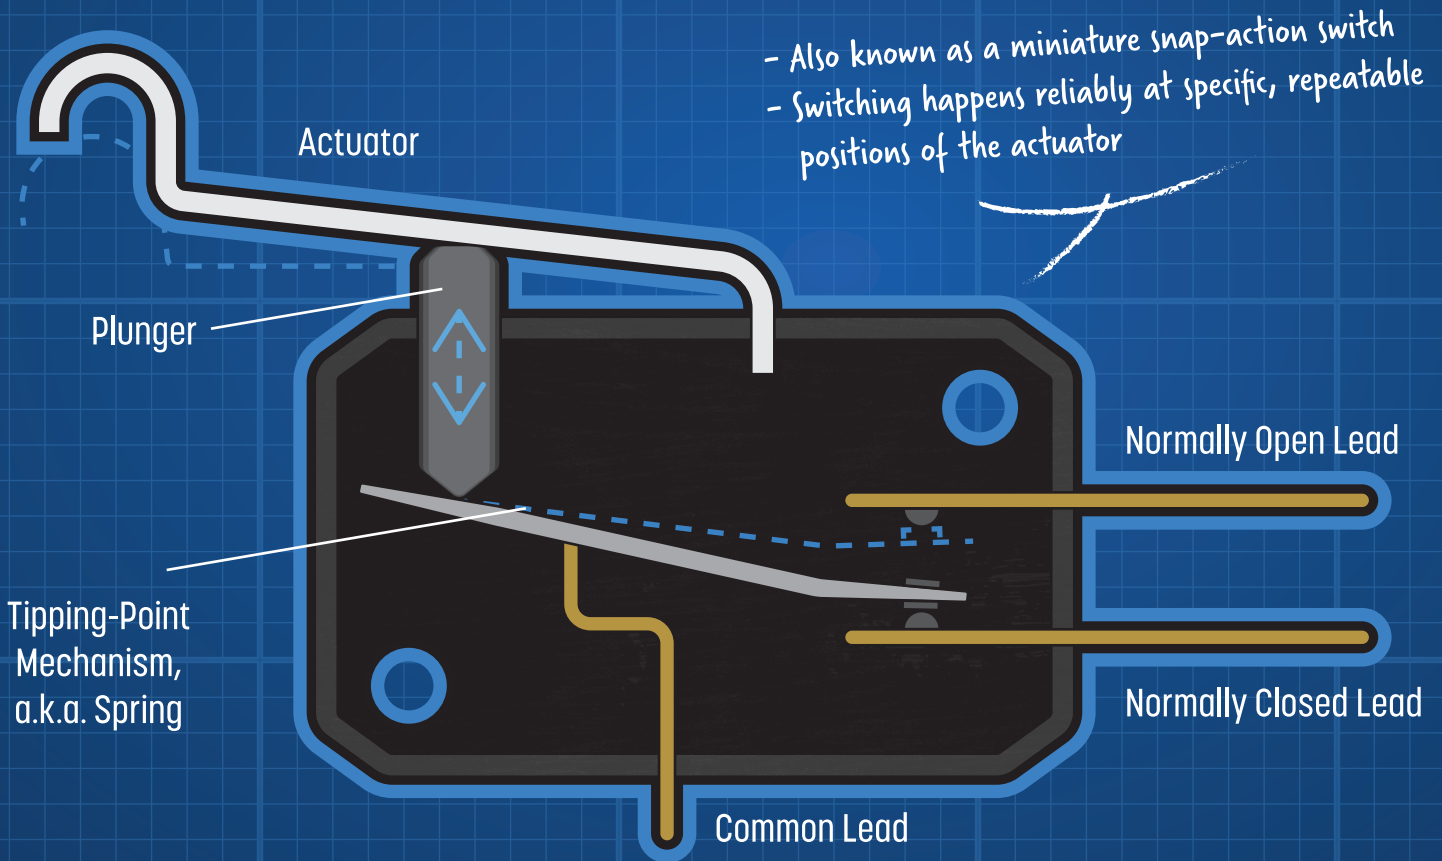 - Also known as a miniature snap-action switch
- Switching happens reliably at specific, repeatable
positions of the actuator
Actuator
Plunger
Normally Open Lead
Tipping-Point
Mechanism,
a.k.a. Spring
Normally Closed Lead
Common Lead